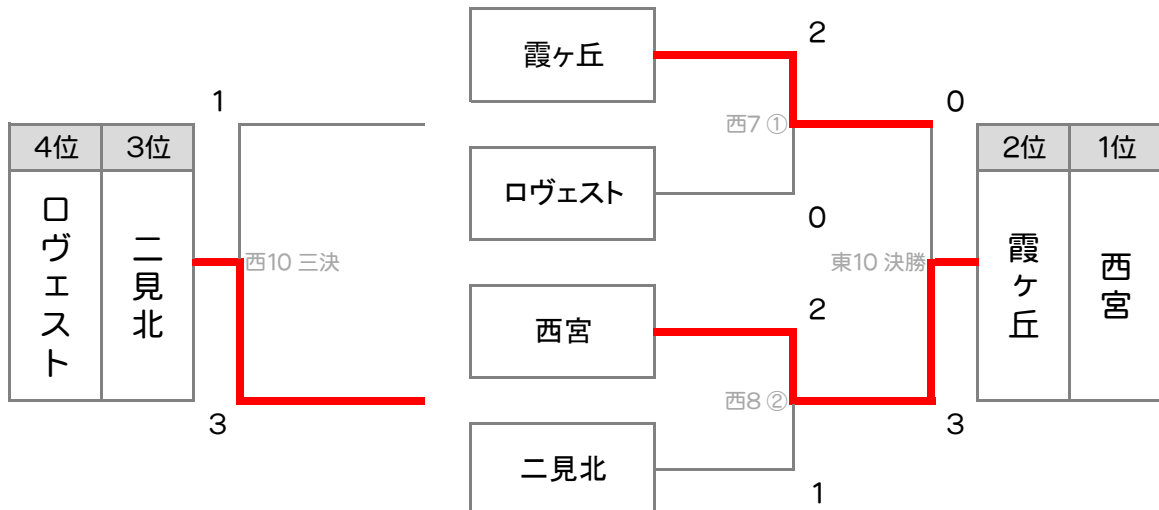 2
霞ヶ丘
1
0
西7 ①
4位
3位
2位
1位
ロヴェスト
ロヴェスト
二見北
0
霞ヶ丘
西宮
西10 三決
東10 決勝
2
西宮
西8 ②
3
3
二見北
1